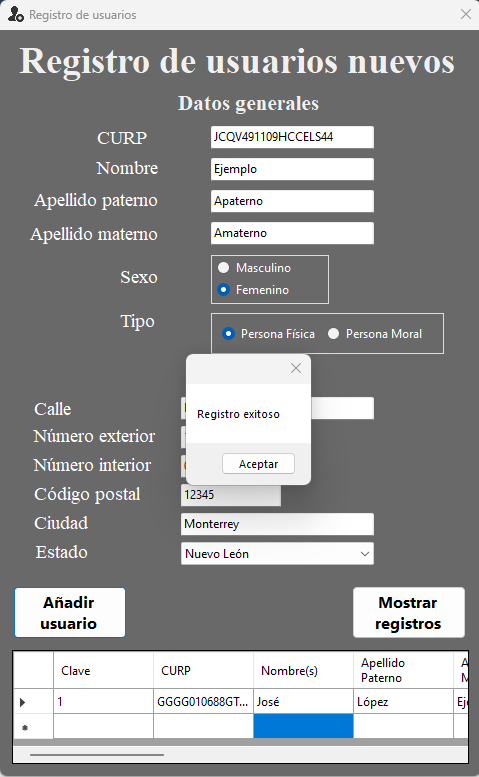 Registro de usuarios
Registro de usuarios nuevos
Datos generales
CURP JCQV491109HCCELS44
Nombre Ejemplo
Apellido paterno Apaterno
Apellido materno Amaterno
Sexo
Masculino
Femenino
Tipo
Persona Física Persona Moral
Registro exitoso
Aceptar
Calle
Número exterior
Número interior
Código postal 12345
Ciudad Monterrey
Estado Nuevo León
Añadir usuario
Mostrar registros
Clave CURP Nombre(s) Apellido Paterno
1 GGGG010688GT... José López